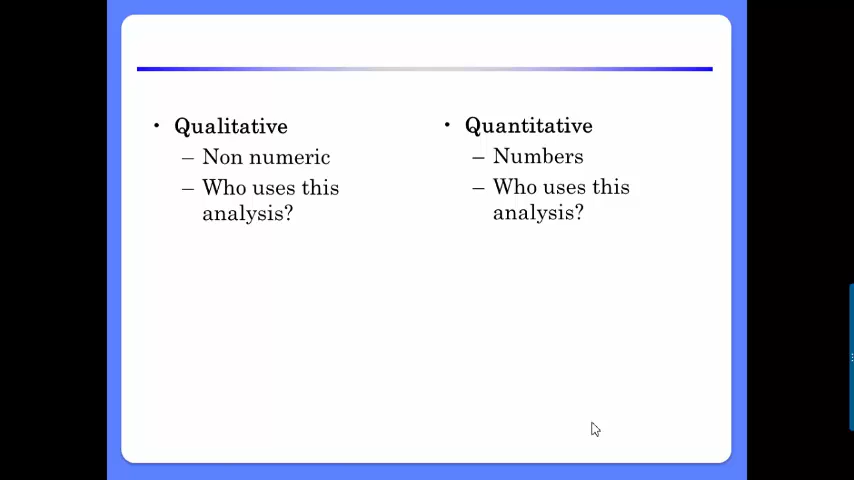 • Qualitative
– Non numeric
– Who uses this
analysis?
• Quantitative
– Numbers
– Who uses this
analysis?